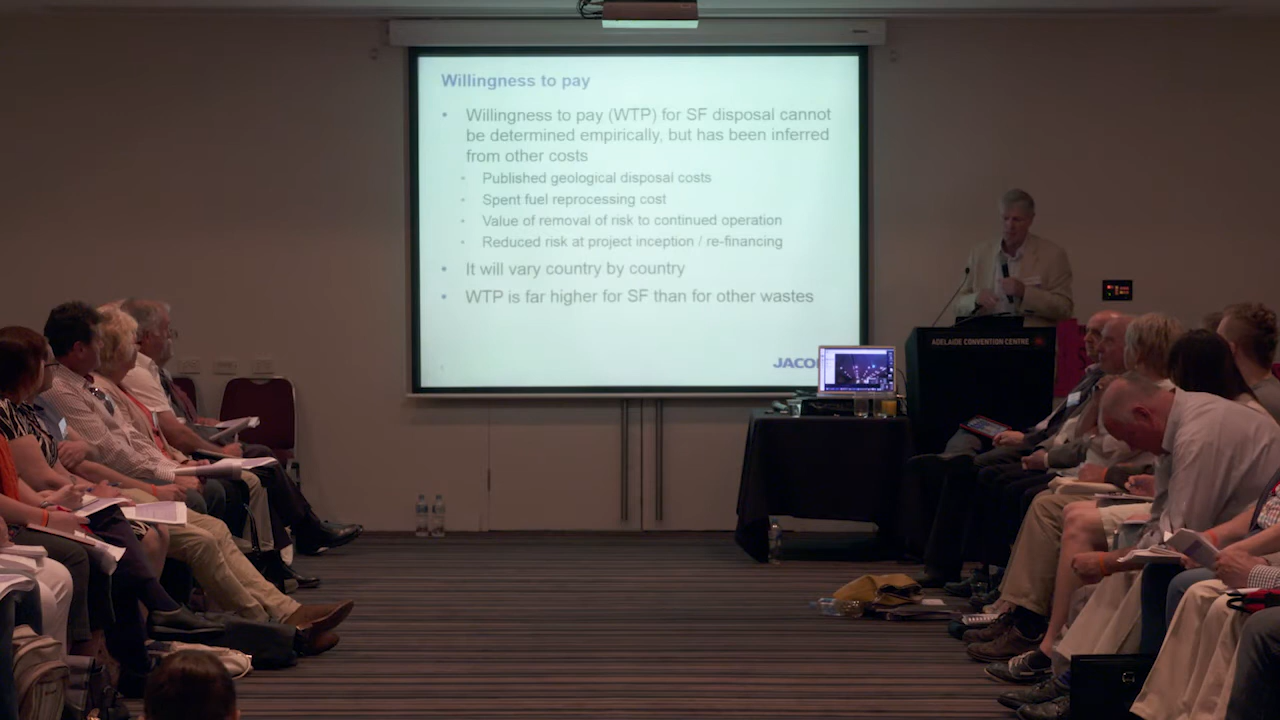 Willingness to pay
• Willingness to pay (WTP) for SF disposal cannot
be determined empirically, but has been inferred
from other costs
• Published geological disposal costs
• Spent fuel reprocessing cost
• Value of removal of risk to continued operation
• Reduced risk at project inception / re-financing
• It will vary country by country
• WTP is far higher for SF than for other wastes
JACO
ADELAIDE CONVENTION CENTRE